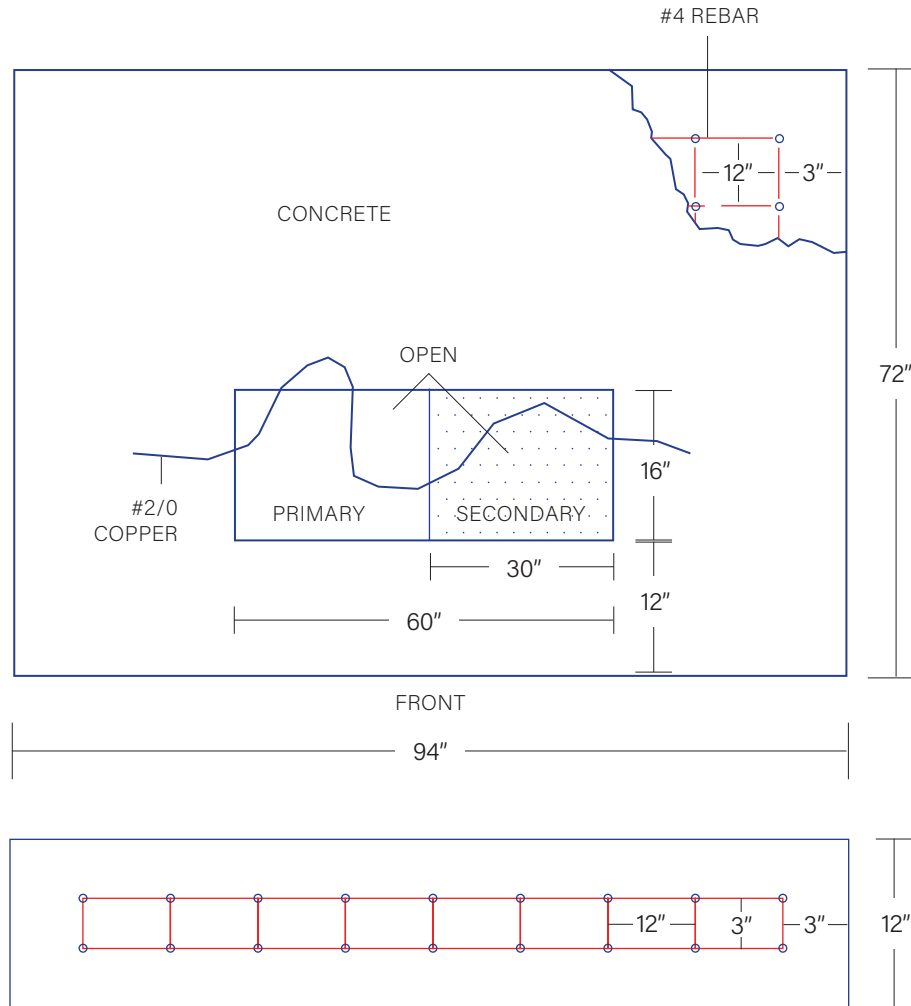 #4 REBAR
12″
3″
CONCRETE
OPEN
72″
16″
#2/0
COPPER
PRIMARY
SECONDARY
30″
12″
60″
FRONT
94″
12″
3″
3″
12″